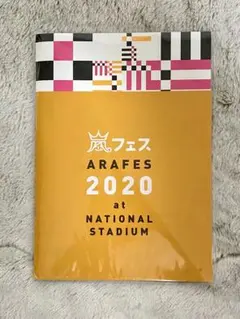 嵐フェス
ARAFES
2020
at
NATIONAL
STADIUM